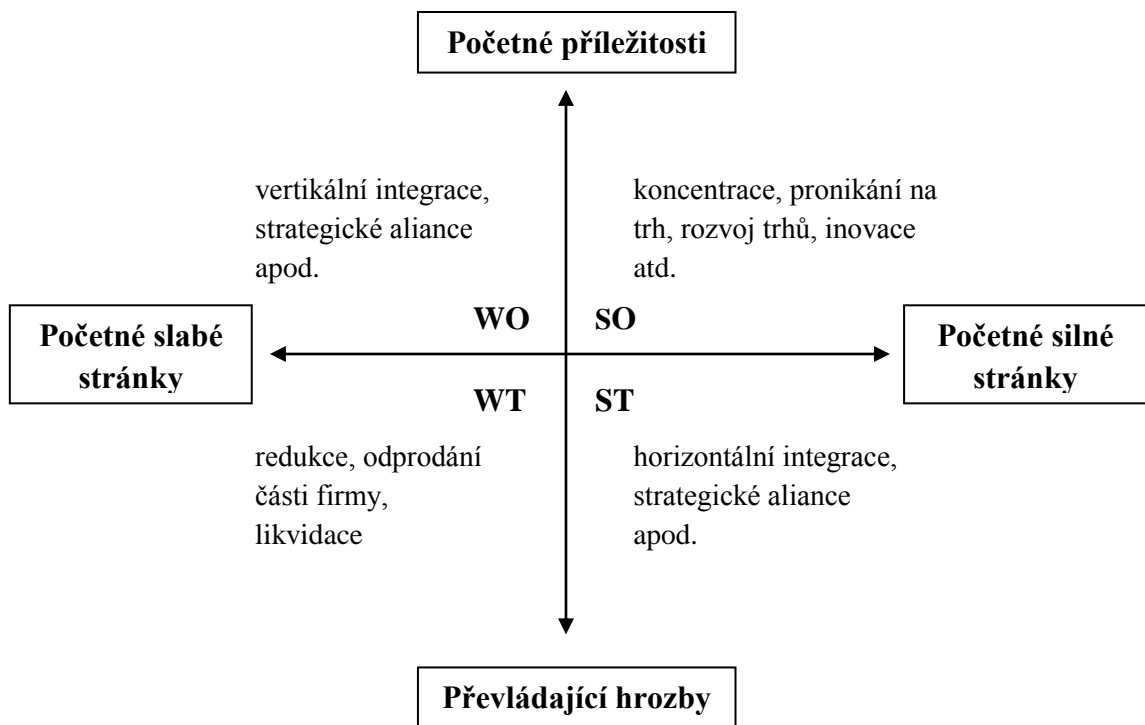 Početné příležitosti
vertikální integrace,
strategické aliance
apod.
koncentrace, pronikání na
trh, rozvoj trhů, inovace
atd.
WO
SO
Početné slabé
stránky
Početné silné
stránky
WT
ST
redukce, odprodání
části firmy,
likvidace
horizontální integrace,
strategické aliance
apod.
Převládající hrozby